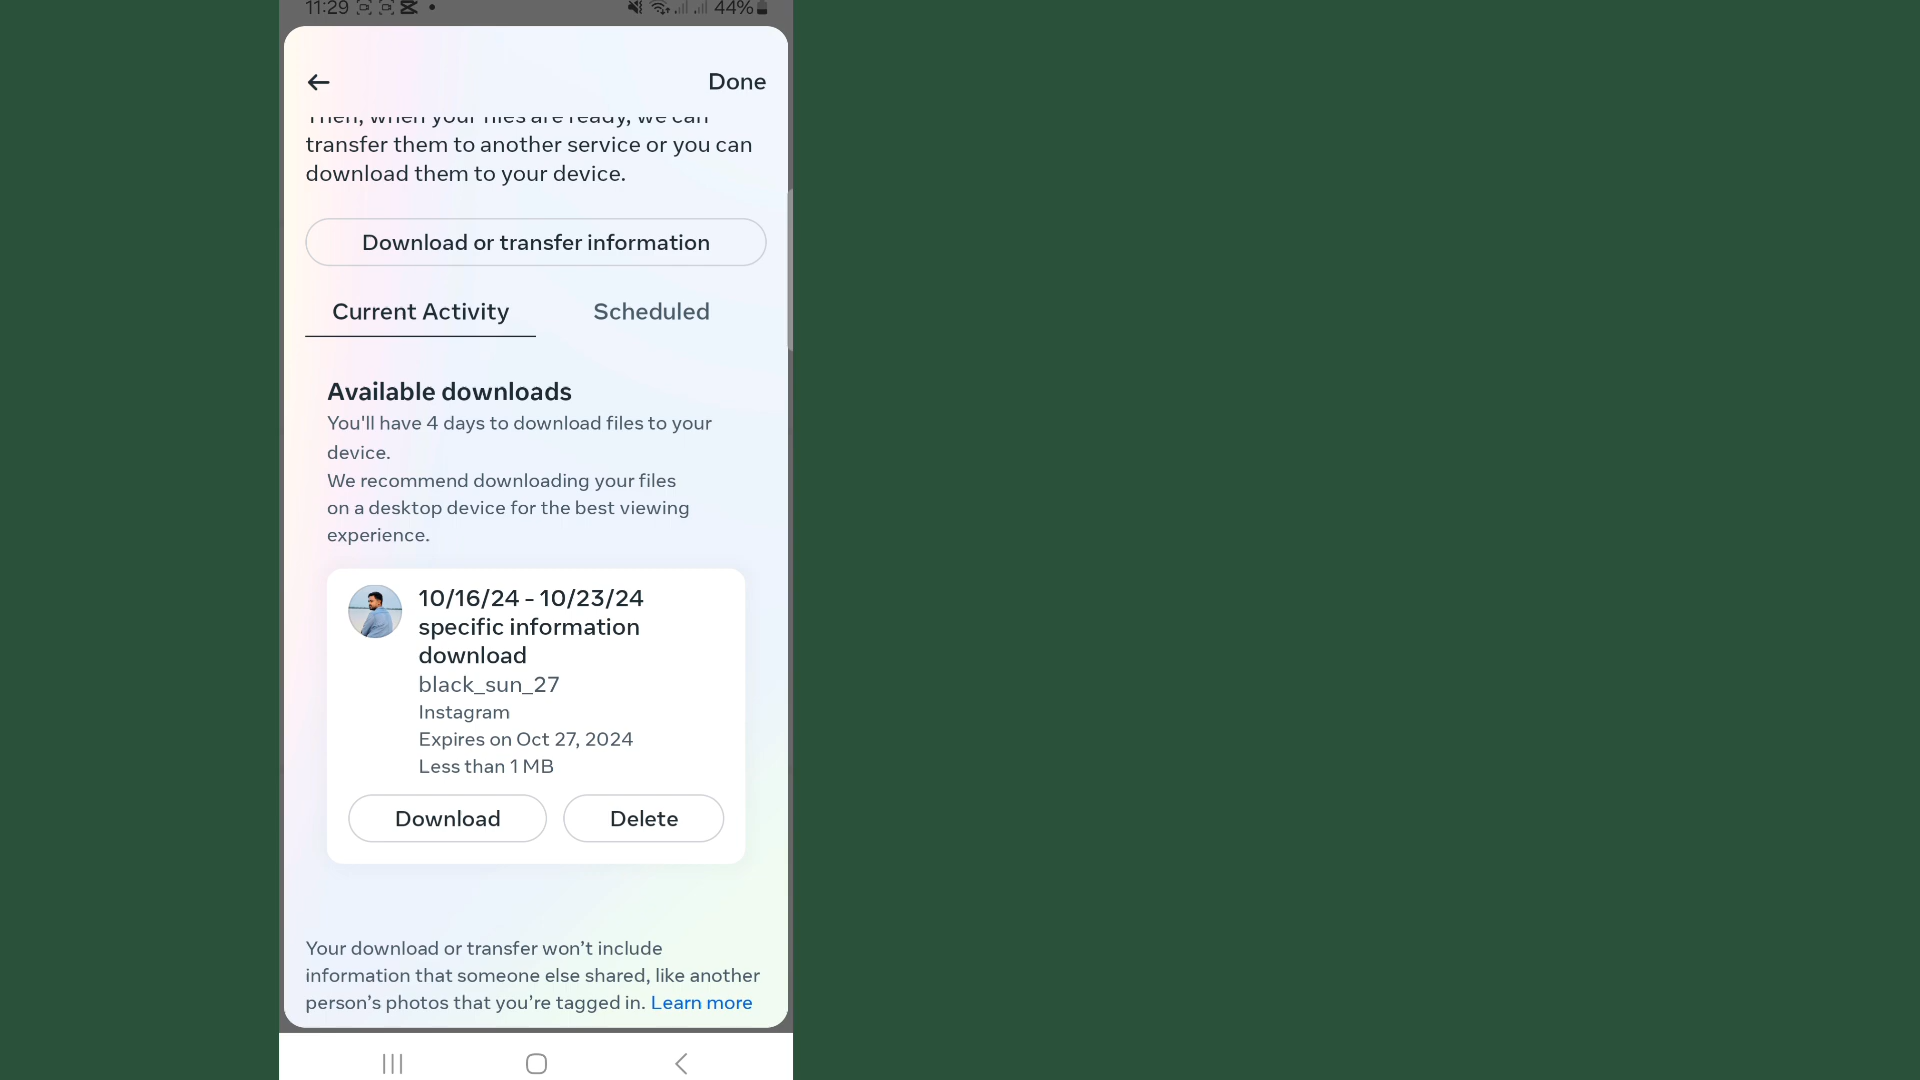 11:29 44%
Done
Then, when your files are ready, we can
transfer them to another service or you can
download them to your device.
Download or transfer information
Current Activity Scheduled
Available downloads
You'll have 4 days to download files to your
device.
We recommend downloading your files
on a desktop device for the best viewing
experience.
10/16/24 - 10/23/24
specific information
download
black_sun_27
Instagram
Expires on Oct 27, 2024
Less than 1 MB
Download Delete
Your download or transfer won’t include
information that someone else shared, like another
person’s photos that you’re tagged in. Learn more